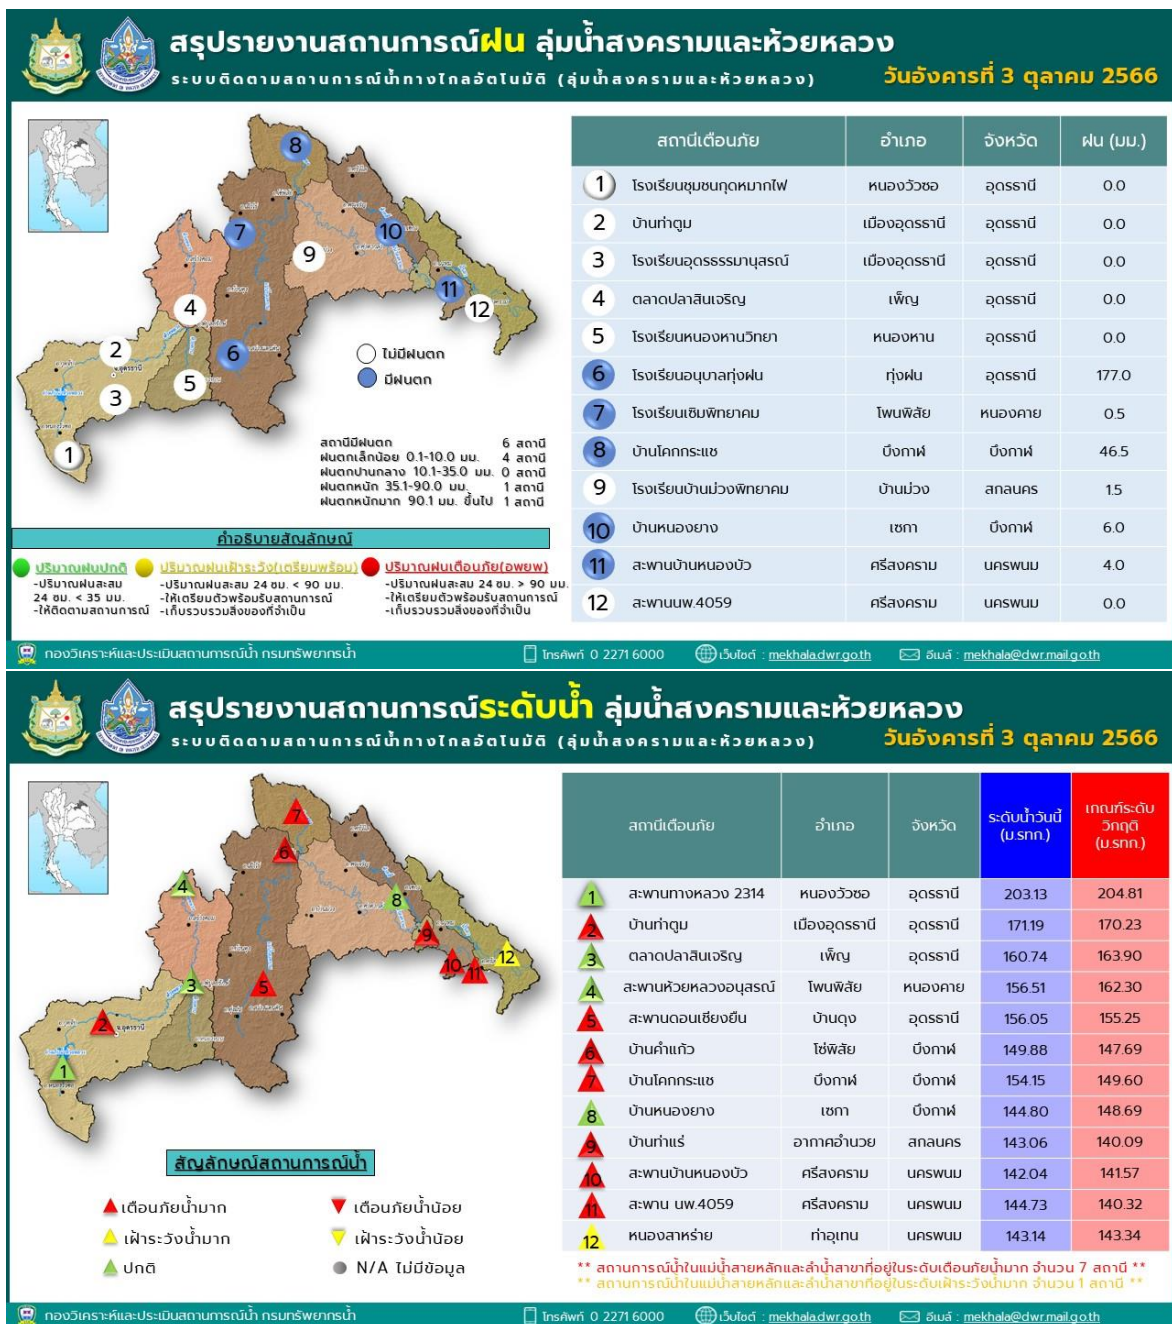 สรุปรายงานสถานการณ์ฝน ลุ่มน้ำสงครามและห้วยหลวง
ระบบติดตามสถานการณ์น้ำทางไกลอัตโนมัติ (ลุ่มน้ำสงครามและห้วยหลวง)
วันอังคารที่ 3 ตุลาคม 2566
8
7
10
9
11
12
4
2
6
5
3
1
ไม่มีฝนตก
มีฝนตก
สถานีมีฝนตก 6 สถานี
ฝนตกเล็กน้อย 0.1-10.0 มม. 4 สถานี
ฝนตกปานกลาง 10.1-35.0 มม. 0 สถานี
ฝนตกหนัก 35.1-90.0 มม. 1 สถานี
ฝนตกหนักมาก 90.1 มม. ขึ้นไป 1 สถานี
คำอธิบายสัญลักษณ์
ปริมาณฝนปกติ
-ปริมาณฝนสะสม
24 ชม. < 35 มม.
-ให้ติดตามสถานการณ์
ปริมาณฝนเฝ้าระวัง(เตรียมพร้อม)
-ปริมาณฝนสะสม 24 ชม. < 90 มม.
-ให้เตรียมตัวพร้อมรับสถานการณ์
-เก็บรวบรวมสิ่งของที่จำเป็น
ปริมาณฝนเตือนภัย(อพยพ)
-ปริมาณฝนสะสม 24 ชม. > 90 มม.
-ให้เตรียมตัวพร้อมรับสถานการณ์
-เก็บรวบรวมสิ่งของที่จำเป็น
สถานีเตือนภัย อำเภอ จังหวัด ฝน (มม.)
1 โรงเรียนชุมชนกุดหมากไฟ หนองวัวซอ อุดรธานี 0.0
2 บ้านท่าตูม เมืองอุดรธานี อุดรธานี 0.0
3 โรงเรียนอุดรธรรมานุสรณ์ เมืองอุดรธานี อุดรธานี 0.0
4 ตลาดปลาสินเจริญ เพ็ญ อุดรธานี 0.0
5 โรงเรียนหนองหานวิทยา หนองหาน อุดรธานี 0.0
6 โรงเรียนอนุบาลทุ่งฝน ทุ่งฝน อุดรธานี 177.0
7 โรงเรียนเซิมพิทยาคม โพนพิสัย หนองคาย 0.5
8 บ้านโคกกระแซ บึงกาฬ บึงกาฬ 46.5
9 โรงเรียนบ้านม่วงพิทยาคม บ้านม่วง สกลนคร 1.5
10 บ้านหนองยาง เซกา บึงกาฬ 6.0
11 สะพานบ้านหนองบัว ศรีสงคราม นครพนม 4.0
12 สะพานนพ.4059 ศรีสงคราม นครพนม 0.0
กองวิเคราะห์และประเมินสถานการณ์น้ำ กรมทรัพยากรน้ำ
โทรศัพท์ 0 2271 6000
เว็บไซต์ : mekhala.dwr.go.th
อีเมล์ : mekhala@dwr.mail.go.th
สรุปรายงานสถานการณ์ระดับน้ำ ลุ่มน้ำสงครามและห้วยหลวง
ระบบติดตามสถานการณ์น้ำทางไกลอัตโนมัติ (ลุ่มน้ำสงครามและห้วยหลวง)
วันอังคารที่ 3 ตุลาคม 2566
7
6
4
8
9
12
10
11
3
5
2
1
สัญลักษณ์สถานการณ์น้ำ
เตือนภัยน้ำมาก
เตือนภัยน้ำน้อย
เฝ้าระวังน้ำมาก
เฝ้าระวังน้ำน้อย
ปกติ
N/A ไม่มีข้อมูล
สถานีเตือนภัย อำเภอ จังหวัด ระดับน้ำวันนี้ (ม.รทก.) เกณฑ์ระดับวิกฤติ (ม.รทก.)
1 สะพานทางหลวง 2314 หนองวัวซอ อุดรธานี 203.13 204.81
2 บ้านท่าตูม เมืองอุดรธานี อุดรธานี 171.19 170.23
3 ตลาดปลาสินเจริญ เพ็ญ อุดรธานี 160.74 163.90
4 สะพานห้วยหลวงอนุสรณ์ โพนพิสัย หนองคาย 156.51 162.30
5 สะพานดอนเชียงยืน บ้านดุง อุดรธานี 156.05 155.25
6 บ้านคำแก้ว โซ่พิสัย บึงกาฬ 149.88 147.69
7 บ้านโคกกระแซ บึงกาฬ บึงกาฬ 154.15 149.60
8 บ้านหนองยาง เซกา บึงกาฬ 144.80 148.69
9 บ้านท่าแร่ อากาศอำนวย สกลนคร 143.06 140.09
10 สะพานบ้านหนองบัว ศรีสงคราม นครพนม 142.04 141.57
11 สะพาน นพ.4059 ศรีสงคราม นครพนม 144.73 140.32
12 หนองสาหร่าย ท่าอุเทน นครพนม 143.14 143.34
** สถานการณ์น้ำในแม่น้ำสายหลักและลำน้ำสาขาที่อยู่ในระดับเตือนภัยน้ำมาก จำนวน 7 สถานี **
** สถานการณ์น้ำในแม่น้ำสายหลักและลำน้ำสาขาที่อยู่ในระดับเฝ้าระวังน้ำมาก จำนวน 1 สถานี **
กองวิเคราะห์และประเมินสถานการณ์น้ำ กรมทรัพยากรน้ำ
โทรศัพท์ 0 2271 6000
เว็บไซต์ : mekhala.dwr.go.th
อีเมล์ : mekhala@dwr.mail.go.th